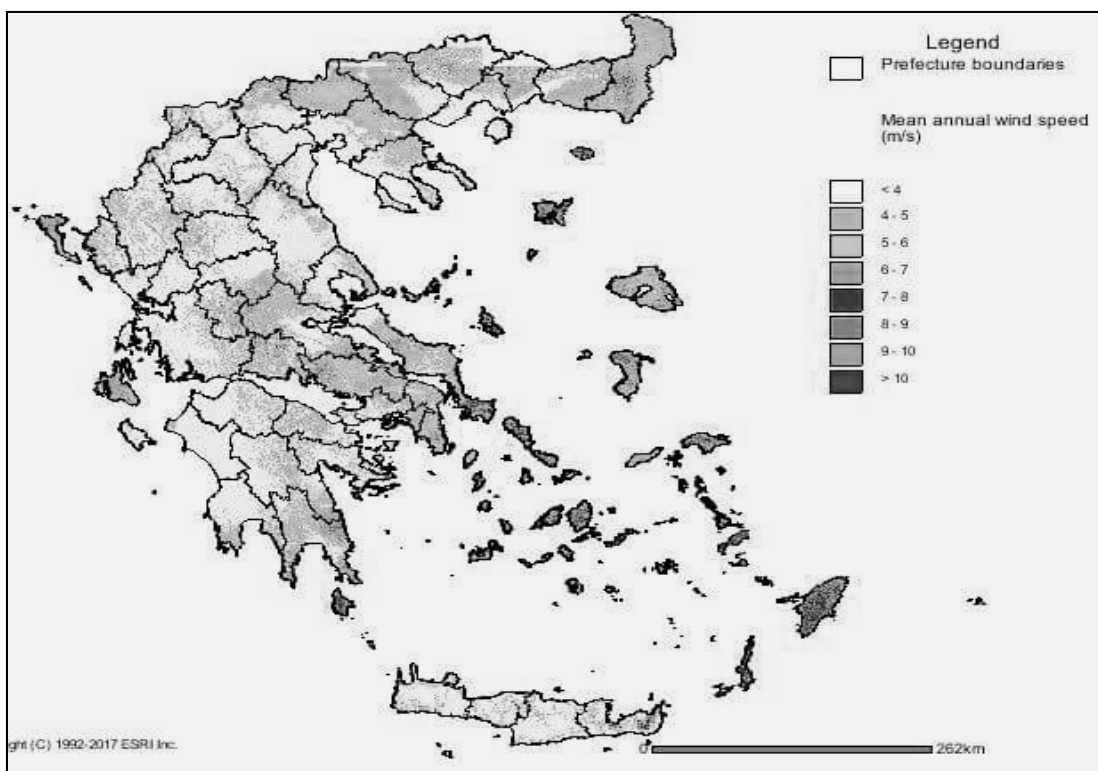 Legend
Prefecture boundaries
Mean annual wind speed
(m/s)
< 4
4 - 5
5 - 6
6 - 7
7 - 8
8 - 9
9 - 10
> 10
ght (C) 1992-2017 ESRI Inc.
0 262km